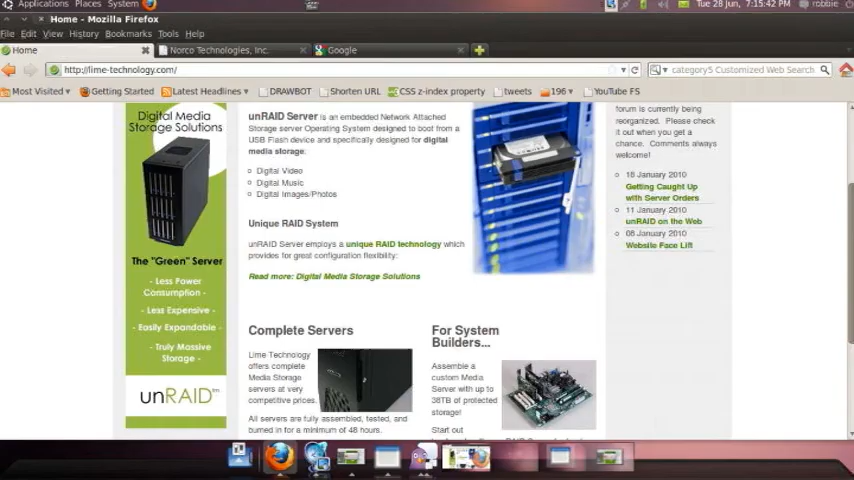 Applications Places System
Tue 28 Jun, 7:15:42 PM
robbie
Home - Mozilla Firefox
File Edit View History Bookmarks Tools Help
Home
Norco Technologies, Inc.
Google
http://lime-technology.com/
category5 Customized Web Search
Most Visited
Getting Started
Latest Headlines
DRAWBOT
Shorten URL
CSS z-index property
tweets
196
YouTube FS
Digital Media
Storage Solutions
The "Green" Server
- Less Power
Consumption -
- Less Expensive -
- Easily Expandable -
- Truly Massive
Storage -
unRAID™
unRAID Server is an embedded Network Attached
Storage server Operating System designed to boot from a
USB Flash device and specifically designed for digital
media storage:
Digital Video
Digital Music
Digital Images/Photos
Unique RAID System
unRAID Server employs a unique RAID technology which
provides for great configuration flexibility:
Read more: Digital Media Storage Solutions
Complete Servers
Lime Technology
offers complete
Media Storage
servers at very
competitive prices.
All servers are fully assembled, tested, and
burned in for a minimum of 48 hours.
For System
Builders...
Assemble a
custom Media
Server with up to
38TB of protected
storage!
Start out
forum is currently being
reorganized. Please
check it out when you get a
chance. Comments always
welcome!
18 January 2010
Getting Caught Up
with Server Orders
11 January 2010
unRAID on the Web
08 January 2010
Website Face Lift